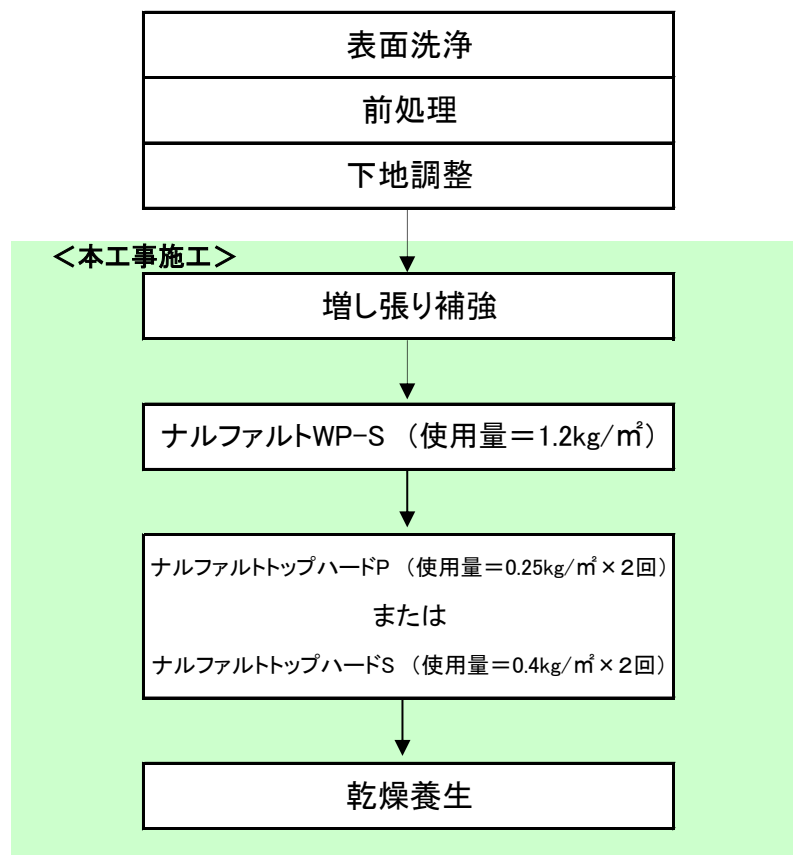 表面洗浄
前処理
下地調整
＜本工事施工＞
増し張り補強
ナルファルトWP-S （使用量＝1.2kg/㎡）
ナルファルトトップハードP （使用量＝0.25kg/㎡×２回）
または
ナルファルトトップハードS （使用量＝0.4kg/㎡×２回）
乾燥養生